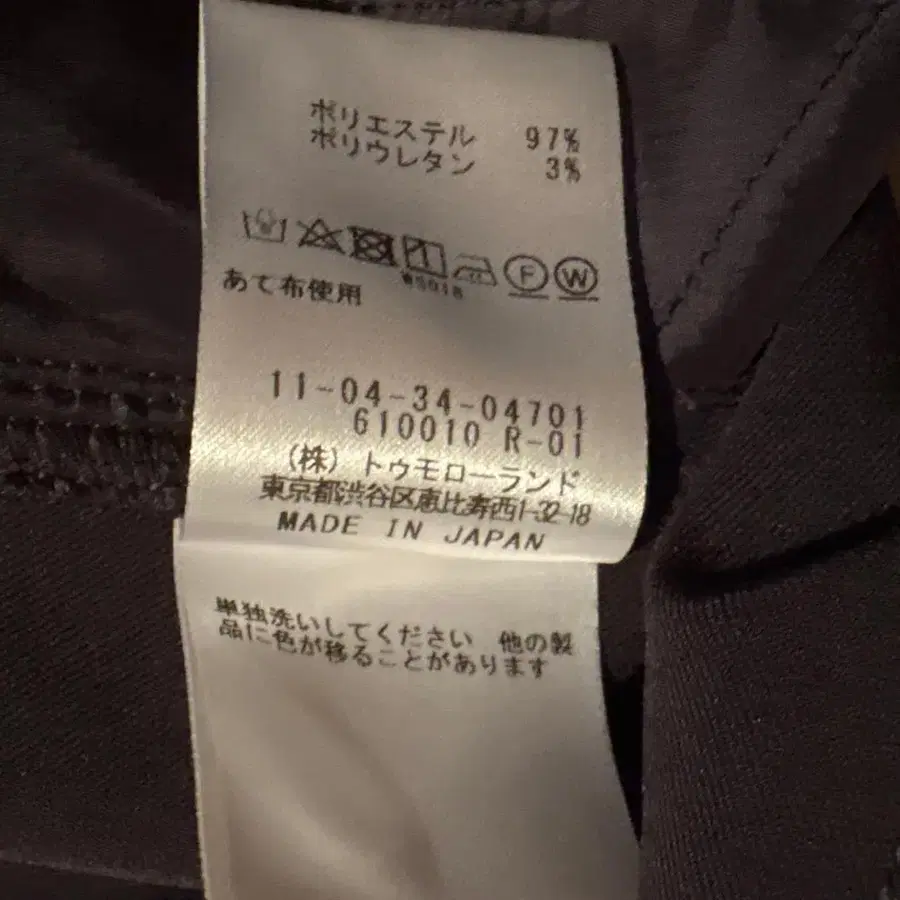 ポリエステル 97%
ポリウレタン 3%
F W
あて布使用
11-04-34-04701
610010 R-01
(株) トゥモローランド
東京都渋谷区恵比寿西1-32-18
MADE IN JAPAN
単独洗いしてください 他の製
品に色が移ることがあります